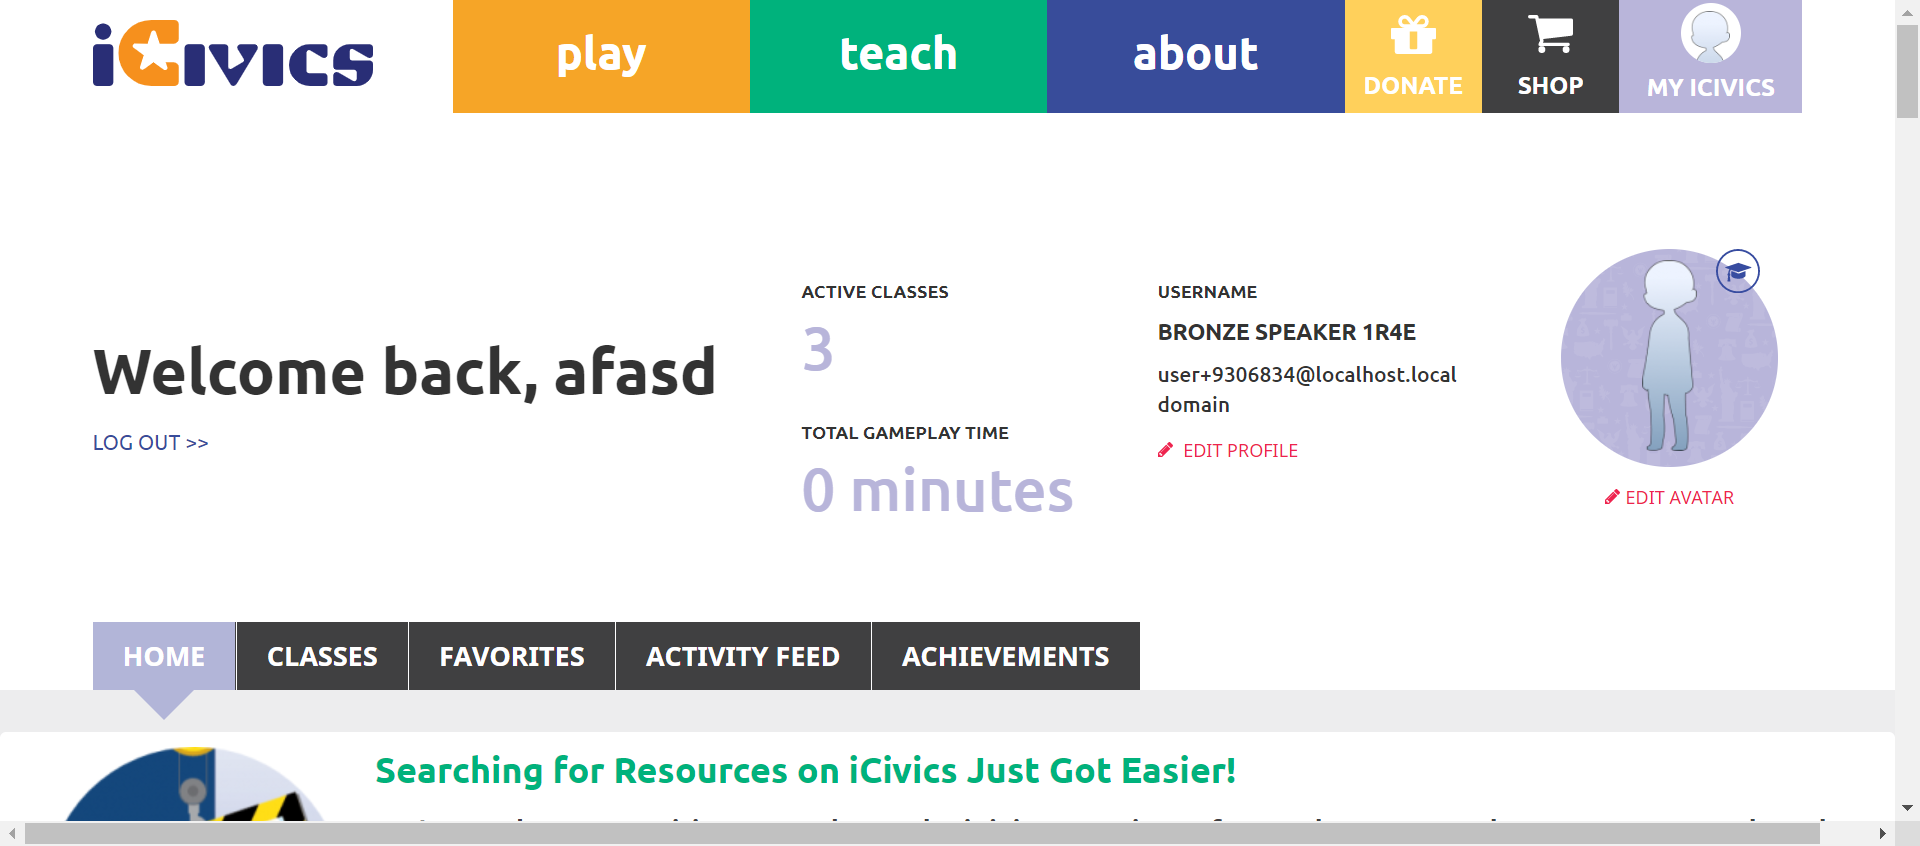 iCivics
play
teach
about
DONATE
SHOP
MY ICIVICS
Welcome back, afasd
LOG OUT >>
ACTIVE CLASSES
3
TOTAL GAMEPLAY TIME
0 minutes
USERNAME
BRONZE SPEAKER 1R4E
user+9306834@localhost.local
domain
EDIT PROFILE
EDIT AVATAR
HOME
CLASSES
FAVORITES
ACTIVITY FEED
ACHIEVEMENTS
Searching for Resources on iCivics Just Got Easier!